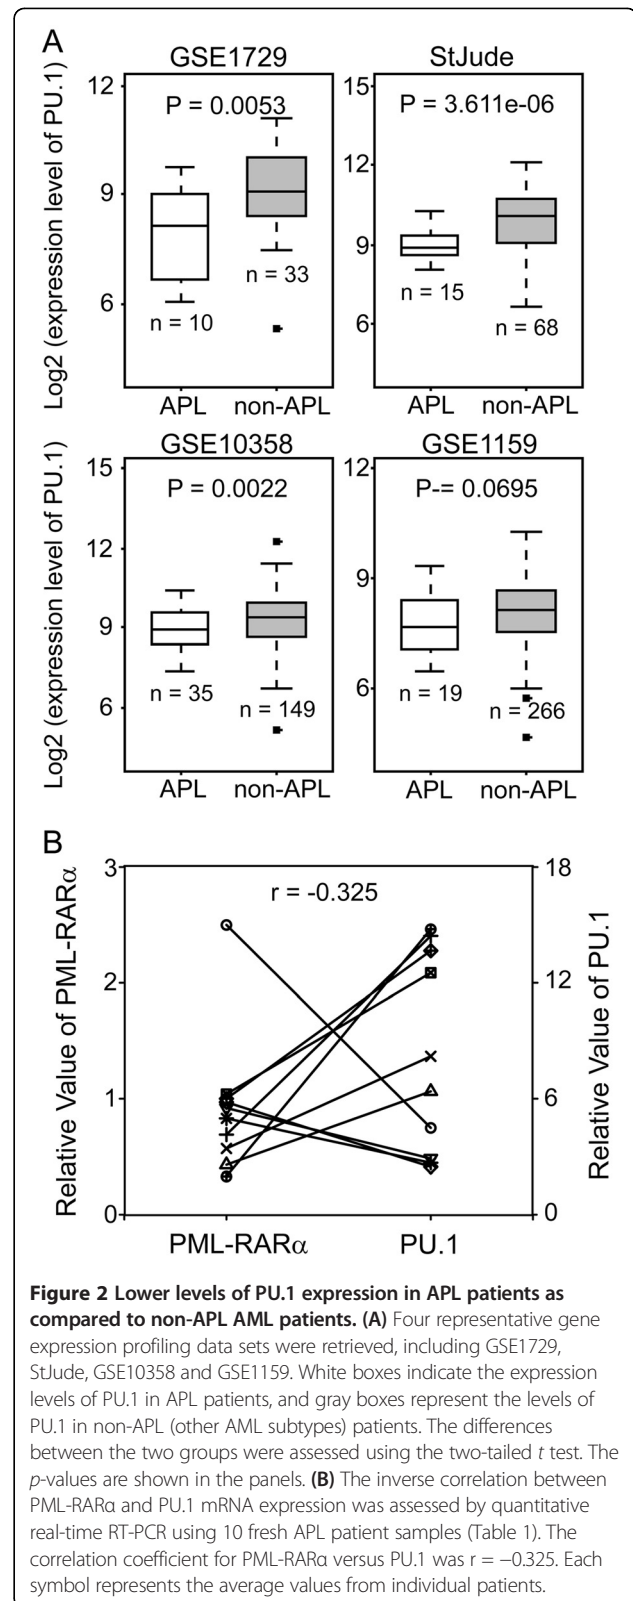 A
GSE1729
StJude
Log2 (expression level of PU.1)
12
9
6
P = 0.0053
n = 10
n = 33
APL
non-APL
15
12
9
6
P = 3.611e-06
n = 15
n = 68
APL
non-APL
GSE10358
GSE1159
Log2 (expression level of PU.1)
15
12
9
6
P = 0.0022
n = 35
n = 149
APL
non-APL
12
9
6
P-= 0.0695
n = 19
n = 266
APL
non-APL
B
Relative Value of PML-RARα
3
2
1
0
r = -0.325
18
12
6
0
Relative Value of PU.1
PML-RARα
PU.1
Figure 2 Lower levels of PU.1 expression in APL patients as
compared to non-APL AML patients. (A) Four representative gene
expression profiling data sets were retrieved, including GSE1729,
StJude, GSE10358 and GSE1159. White boxes indicate the expression
levels of PU.1 in APL patients, and gray boxes represent the levels of
PU.1 in non-APL (other AML subtypes) patients. The differences
between the two groups were assessed using the two-tailed t test. The
p-values are shown in the panels. (B) The inverse correlation between
PML-RARα and PU.1 mRNA expression was assessed by quantitative
real-time RT-PCR using 10 fresh APL patient samples (Table 1). The
correlation coefficient for PML-RARα versus PU.1 was r = −0.325. Each
symbol represents the average values from individual patients.